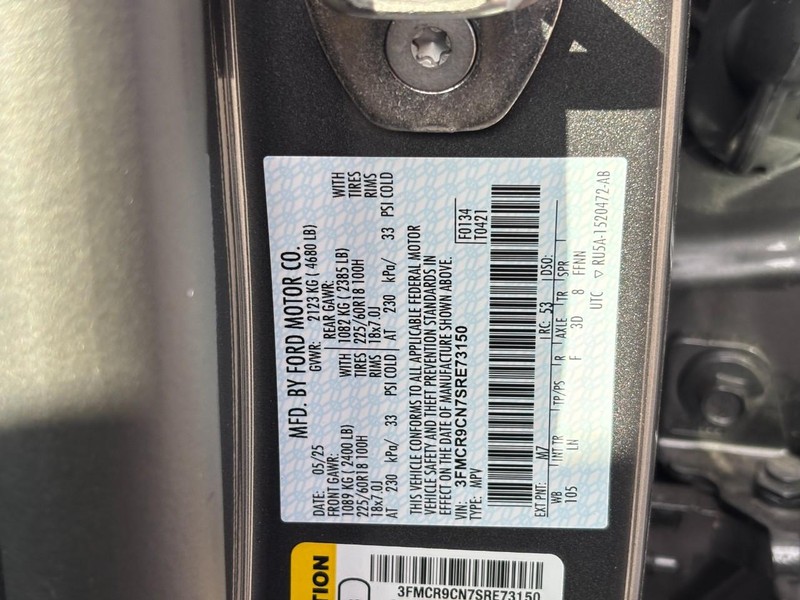 MFD. BY FORD MOTOR CO.
DATE: 05/25 GVWR: 2123 KG ( 4680 LB)
FRONT GAWR: REAR GAWR:
1089 KG ( 2400 LB) WITH 1082 KG ( 2385 LB) WITH
225/60R18 100H TIRES 225/60R18 100H TIRES
18x7.0J RIMS 18x7.0J RIMS
AT 230 kPa/ 33 PSI COLD AT 230 kPa/ 33 PSI COLD
THIS VEHICLE CONFORMS TO ALL APPLICABLE FEDERAL MOTOR
VEHICLE SAFETY AND THEFT PREVENTION STANDARDS IN
EFFECT ON THE DATE OF MANUFACTURE SHOWN ABOVE.
VIN: 3FMCR9CN7SRE73150 F0134
TYPE: MPV T0421
EXT PNT: M7 RC: 53 DSO:
WB INT TR TP/PS R AXLE TR SPR
105 LN F 3D 8 FFNN
UTC ▽ RU5A-1520472-AB
3FMCR9CN7SRE73150